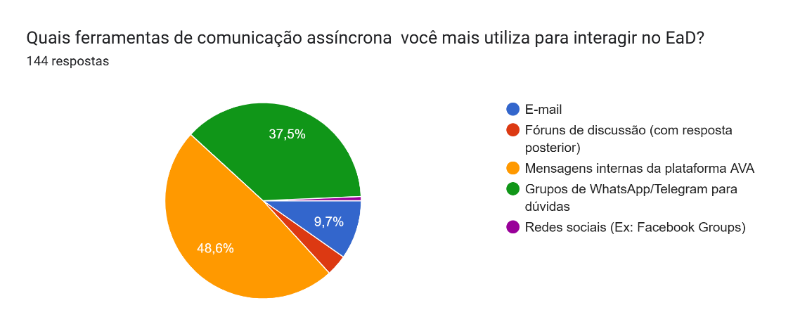 Quais ferramentas de comunicação assíncrona  você mais utiliza para interagir no EaD?
144 respostas
37,5%
9,7%
48,6%
E-mail
Fóruns de discussão (com resposta
posterior)
Mensagens internas da plataforma AVA
Grupos de WhatsApp/Telegram para
dúvidas
Redes sociais (Ex: Facebook Groups)